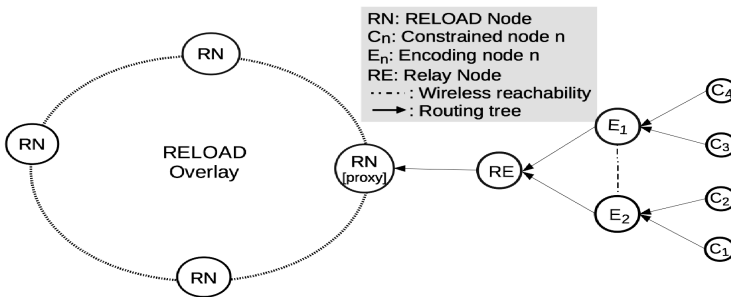 RN: RELOAD Node
Cn: Constrained node n
En: Encoding node n
RE: Relay Node
: Wireless reachability
: Routing tree
RN
RN
RELOAD
Overlay
RN
[proxy]
RE
E1
E2
C4
C3
C2
C1
RN